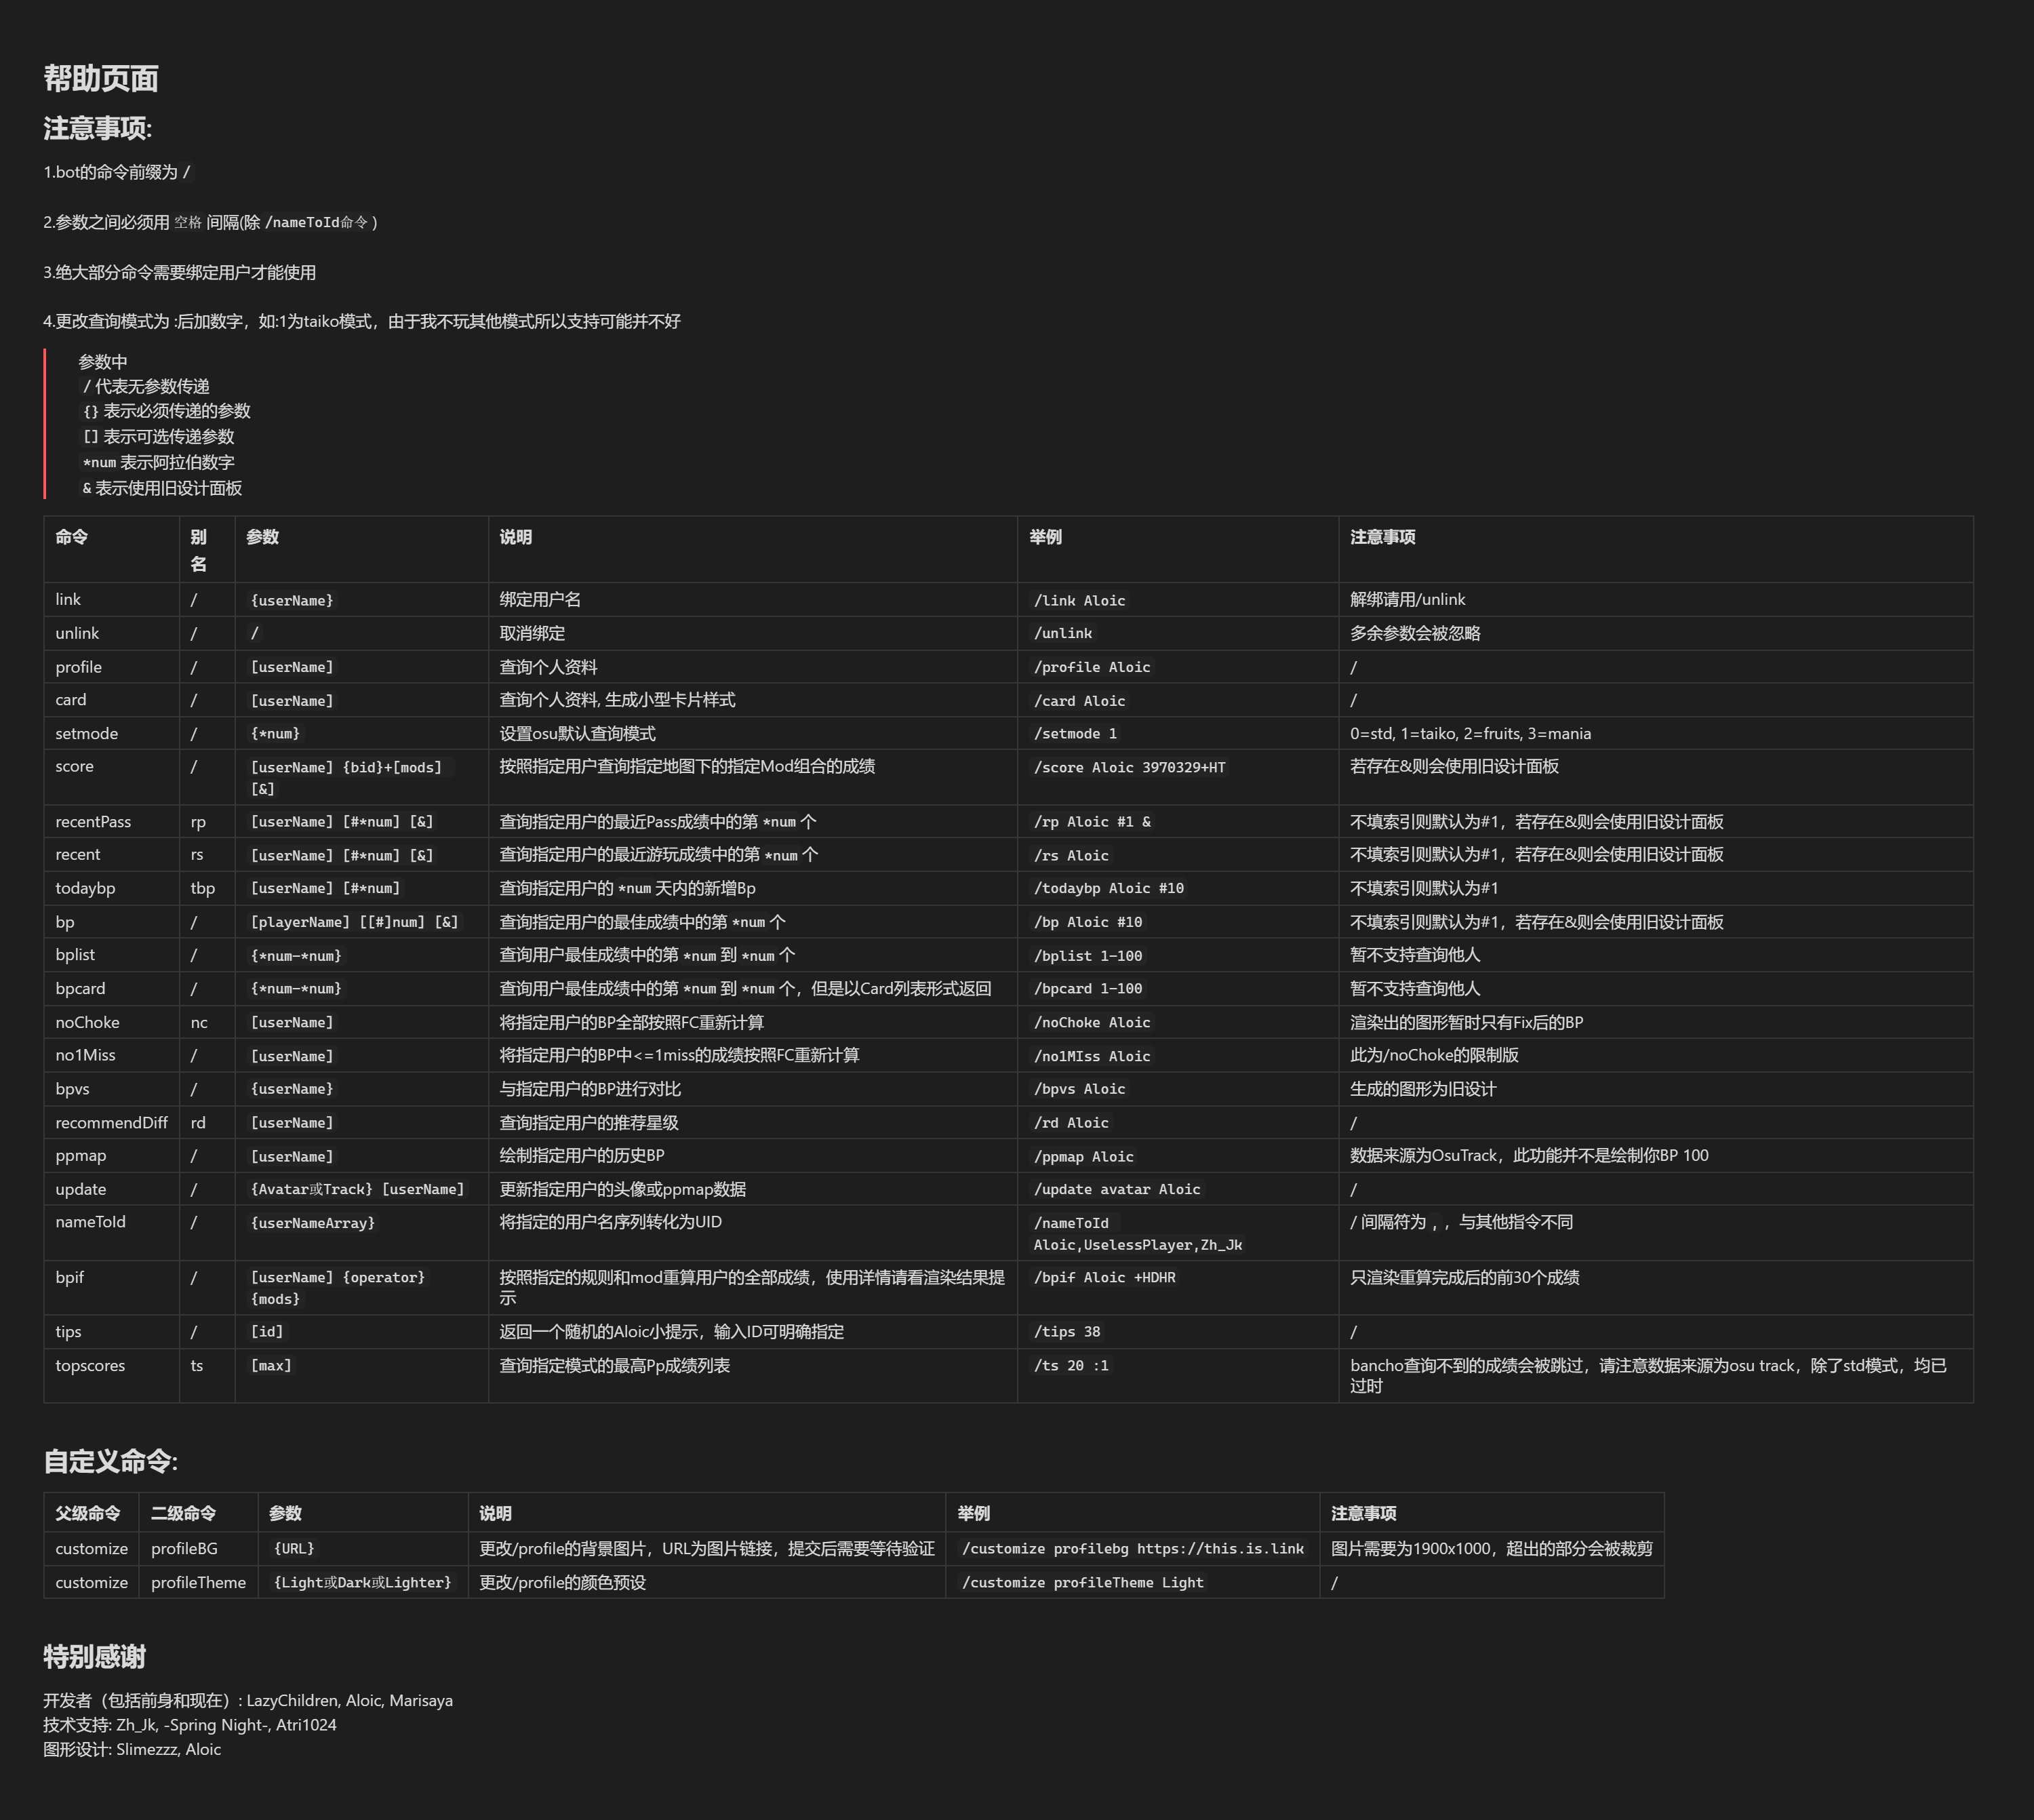 帮助页面
注意事项:
1.bot的命令前缀为 /
2.参数之间必须用 空格 间隔(除 /nameToId命令 )
3.绝大部分命令需要绑定用户才能使用
4.更改查询模式为 :后加数字，如:1为taiko模式，由于我不玩其他模式所以支持可能并不好
参数中
/ 代表无参数传递
{} 表示必须传递的参数
[] 表示可选传递参数
*num 表示阿拉伯数字
& 表示使用旧设计面板
命令 别名 参数 说明 举例 注意事项
link / {userName} 绑定用户名 /link Aloic 解绑请用/unlink
unlink / / 取消绑定 /unlink 多余参数会被忽略
profile / [userName] 查询个人资料 /profile Aloic /
card / [userName] 查询个人资料, 生成小型卡片样式 /card Aloic /
setmode / {*num} 设置osu默认查询模式 /setmode 1 0=std, 1=taiko, 2=fruits, 3=mania
score / [userName] {bid}+[mods] [&] 按照指定用户查询指定地图下的指定Mod组合的成绩 /score Aloic 3970329+HT 若存在&则会使用旧设计面板
recentPass rp [userName] [#*num] [&] 查询指定用户的最近Pass成绩中的第 *num 个 /rp Aloic #1 & 不填索引则默认为#1，若存在&则会使用旧设计面板
recent rs [userName] [#*num] [&] 查询指定用户的最近游玩成绩中的第 *num 个 /rs Aloic 不填索引则默认为#1，若存在&则会使用旧设计面板
todaybp tbp [userName] [#*num] 查询指定用户的 *num 天内的新增Bp /todaybp Aloic #10 不填索引则默认为#1
bp / [playerName] [[#]num] [&] 查询指定用户的最佳成绩中的第 *num 个 /bp Aloic #10 不填索引则默认为#1，若存在&则会使用旧设计面板
bplist / {*num-*num} 查询用户最佳成绩中的第 *num 到 *num 个 /bplist 1-100 暂不支持查询他人
bpcard / {*num-*num} 查询用户最佳成绩中的第 *num 到 *num 个，但是以Card列表形式返回 /bpcard 1-100 暂不支持查询他人
noChoke nc [userName] 将指定用户的BP全部按照FC重新计算 /noChoke Aloic 渲染出的图形暂时只有Fix后的BP
no1Miss / [userName] 将指定用户的BP中<=1miss的成绩按照FC重新计算 /no1MIss Aloic 此为/noChoke的限制版
bpvs / {userName} 与指定用户的BP进行对比 /bpvs Aloic 生成的图形为旧设计
recommendDiff rd [userName] 查询指定用户的推荐星级 /rd Aloic /
ppmap / [userName] 绘制指定用户的历史BP /ppmap Aloic 数据来源为OsuTrack，此功能并不是绘制你BP 100
update / {Avatar或Track} [userName] 更新指定用户的头像或ppmap数据 /update avatar Aloic /
nameToId / {userNameArray} 将指定的用户名序列转化为UID /nameToId Aloic,UselessPlayer,Zh_Jk / 间隔符为 , ，与其他指令不同
bpif / [userName] {operator} {mods} 按照指定的规则和mod重算用户的全部成绩，使用详情请看渲染结果提示 /bpif Aloic +HDHR 只渲染重算完成后的前30个成绩
tips / [id] 返回一个随机的Aloic小提示，输入ID可明确指定 /tips 38 /
topscores ts [max] 查询指定模式的最高Pp成绩列表 /ts 20 :1 bancho查询不到的成绩会被跳过，请注意数据来源为osu track，除了std模式，均已过时
自定义命令:
父级命令 二级命令 参数 说明 举例 注意事项
customize profileBG {URL} 更改/profile的背景图片，URL为图片链接，提交后需要等待验证 /customize profilebg https://this.is.link 图片需要为1900x1000，超出的部分会被裁剪
customize profileTheme {Light或Dark或Lighter} 更改/profile的颜色预设 /customize profileTheme Light /
特别感谢
开发者（包括前身和现在）: LazyChildren, Aloic, Marisaya
技术支持: Zh_Jk, -Spring Night-, Atri1024
图形设计: Slimezzz, Aloic